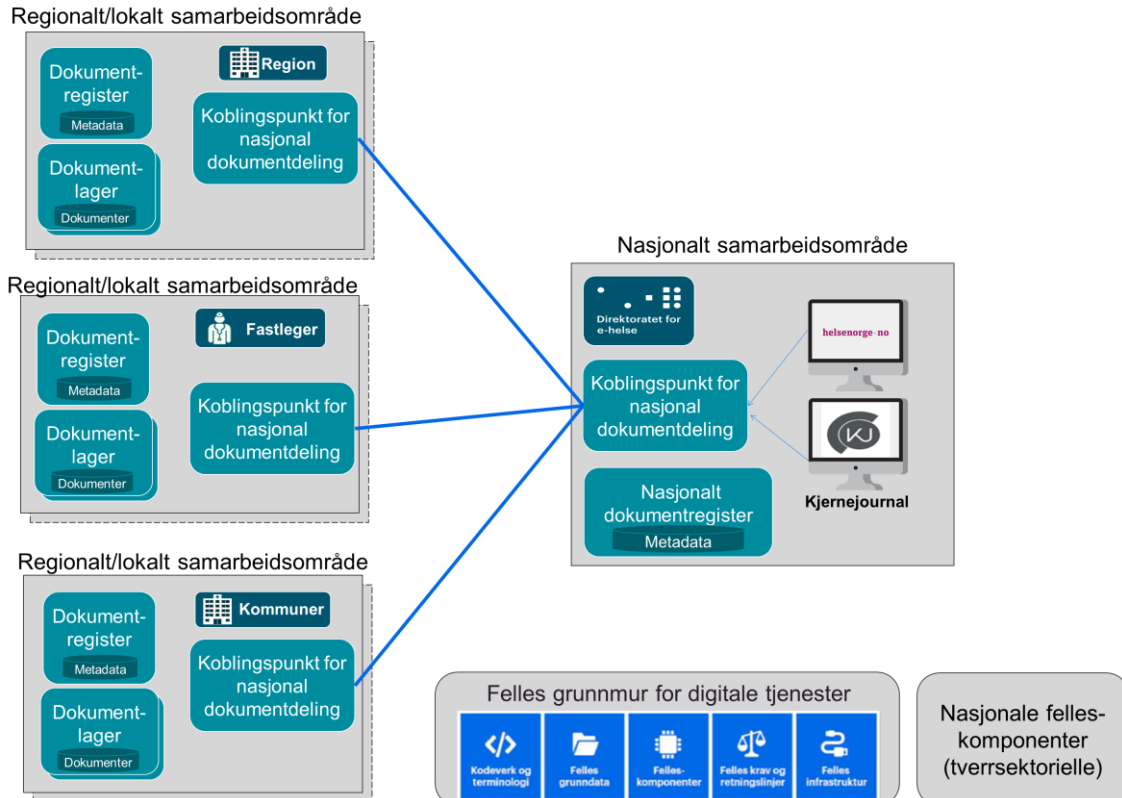 Regionalt/lokalt samarbeidsområde
Dokument-
register
Metadata
Dokument-
lager
Dokumenter
Region
Koblingspunkt for
nasjonal
dokumentdeling
Regionalt/lokalt samarbeidsområde
Dokument-
register
Metadata
Dokument-
lager
Dokumenter
Fastleger
Koblingspunkt for
nasjonal
dokumentdeling
Regionalt/lokalt samarbeidsområde
Dokument-
register
Metadata
Dokument-
lager
Dokumenter
Kommuner
Koblingspunkt for
nasjonal
dokumentdeling
Nasjonalt samarbeidsområde
Direktoratet for
e-helse
Koblingspunkt for
nasjonal
dokumentdeling
Nasjonalt
dokumentregister
Metadata
helsenorge·no
KJ
Kjernejournal
Felles grunnmur for digitale tjenester
</>
Kodeverk og
terminologi
Felles
grunndata
Felles-
komponenter
Felles krav og
retningslinjer
Felles
infrastruktur
Nasjonale felles-
komponenter
(tverrsektorielle)